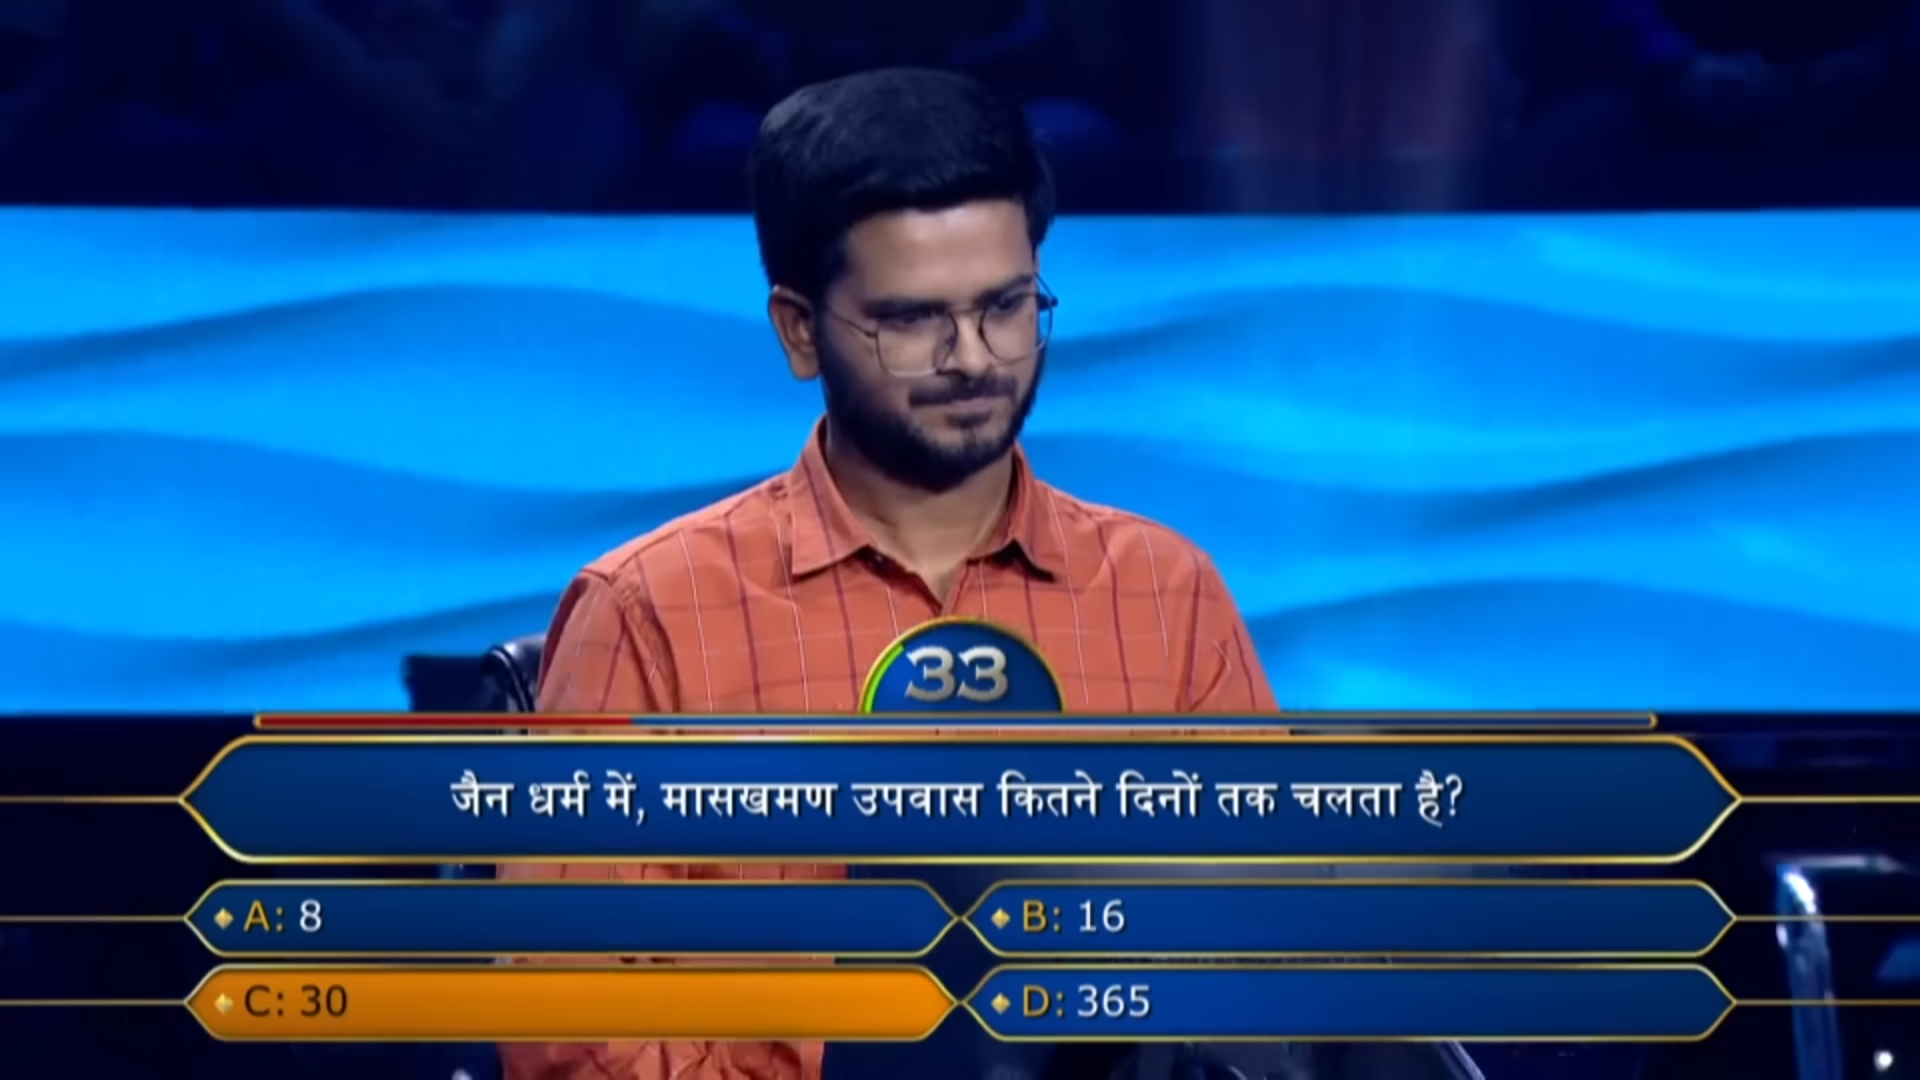 33
जैन धर्म में, मासखमण उपवास कितने दिनों तक चलता है?
A: 8
B: 16
C: 30
D: 365